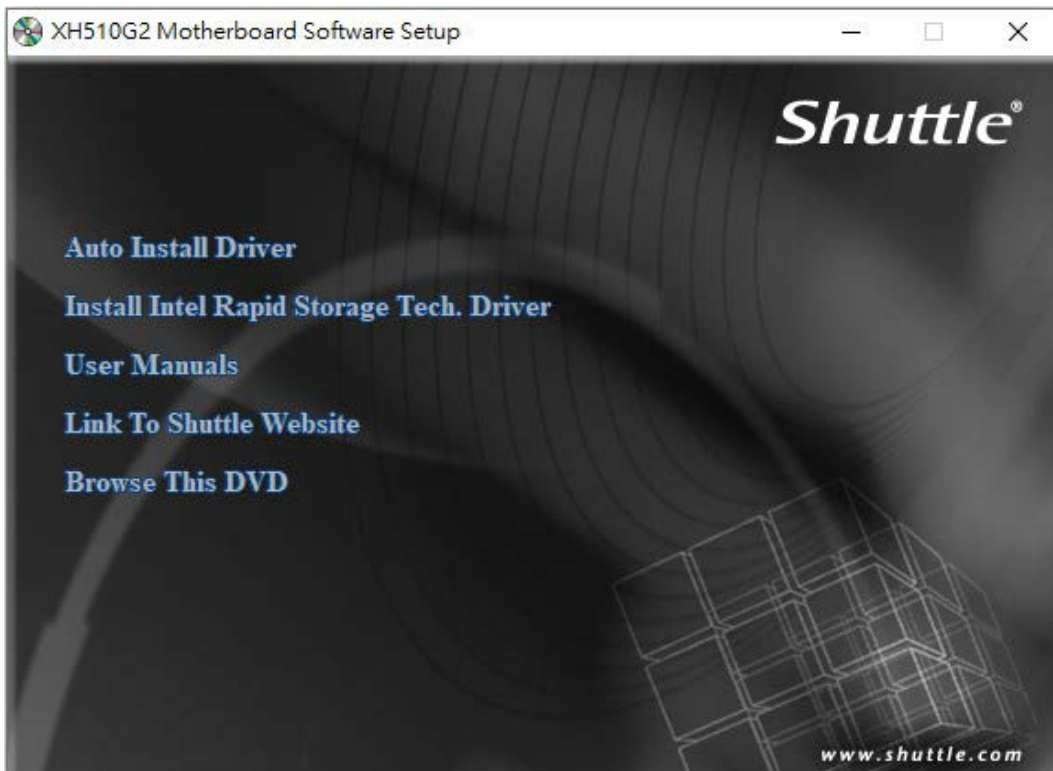 XH510G2 Motherboard Software Setup
Shuttle®
Auto Install Driver
Install Intel Rapid Storage Tech. Driver
User Manuals
Link To Shuttle Website
Browse This DVD
www.shuttle.com